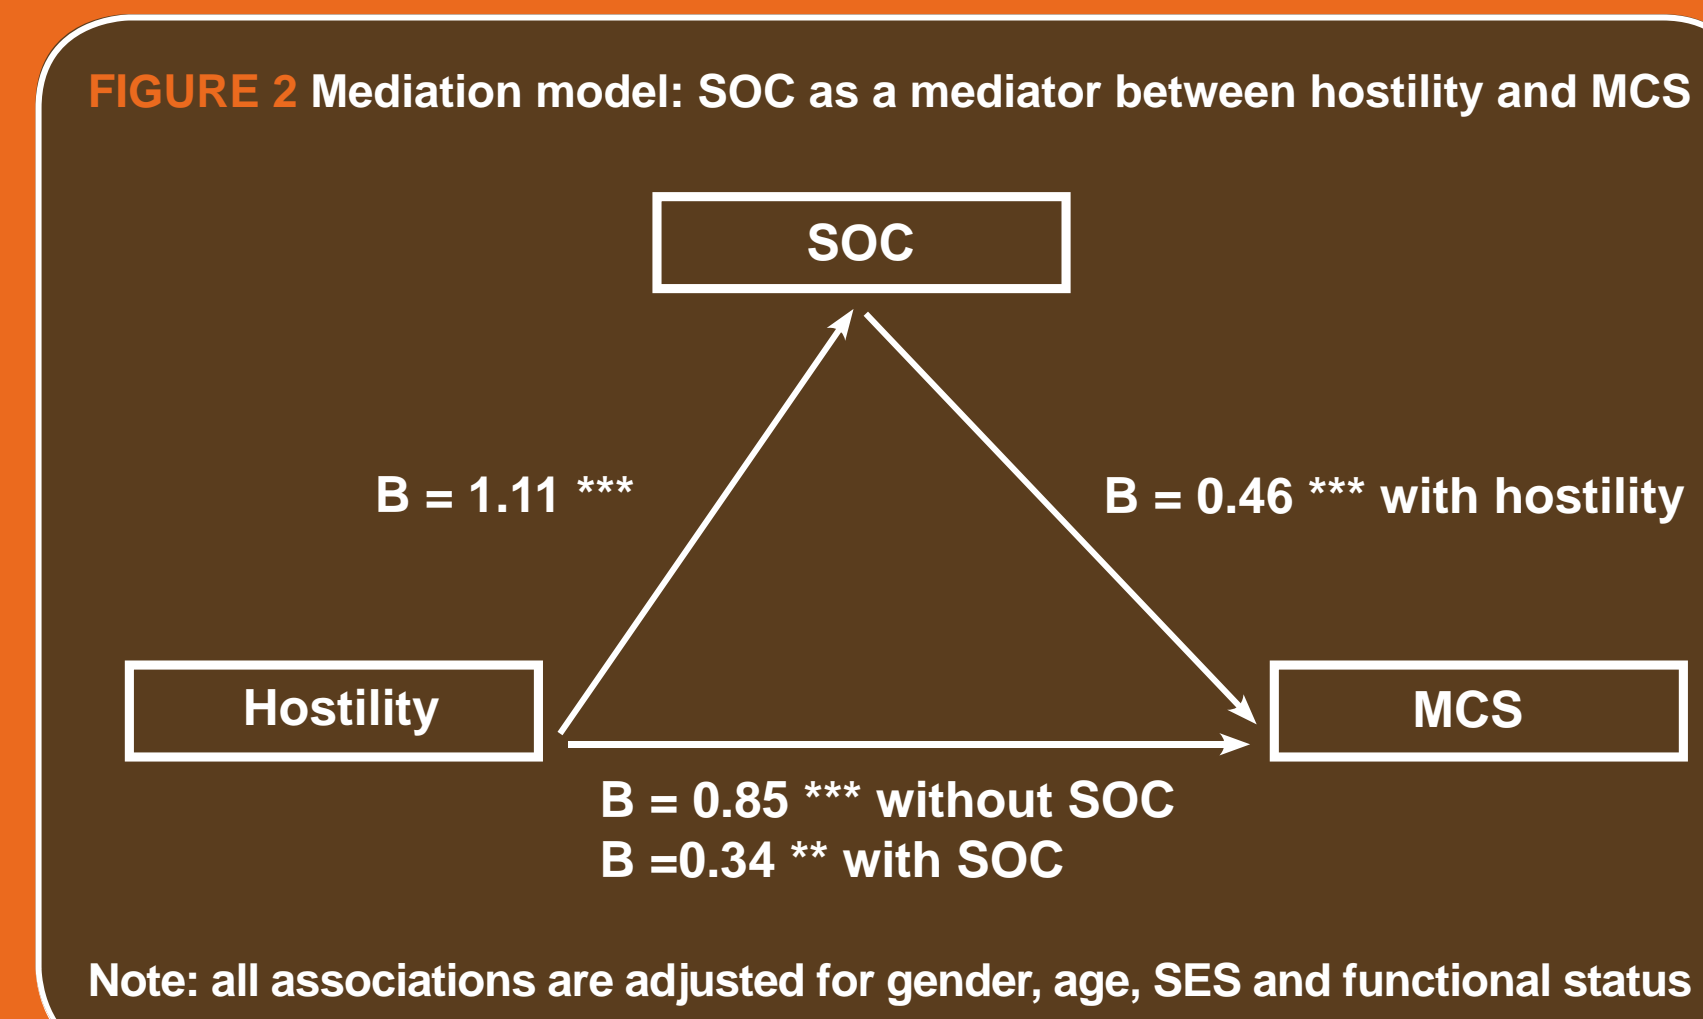 FIGURE 2 Mediation model: SOC as a mediator between hostility and MCS
SOC
B = 1.11 ***
B = 0.46 *** with hostility
Hostility
MCS
B = 0.85 *** without SOC
B =0.34 ** with SOC
Note: all associations are adjusted for gender, age, SES and functional status